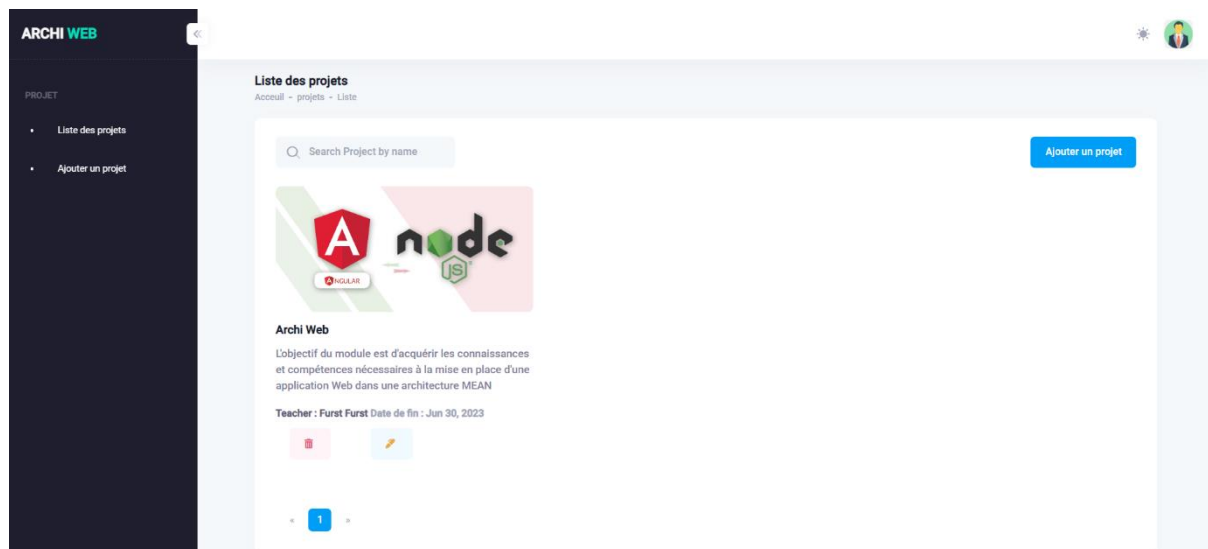 ARCHI WEB
PROJET
Liste des projets
Ajouter un projet
Liste des projets
Acceuil - projets - Liste
Search Project by name
Ajouter un projet
ANGULAR
node
JS
Archi Web
L'objectif du module est d'acquérir les connaissances
et compétences nécessaires à la mise en place d'une
application Web dans une architecture MEAN
Teacher : Furst Furst Date de fin : Jun 30, 2023
« 1 »